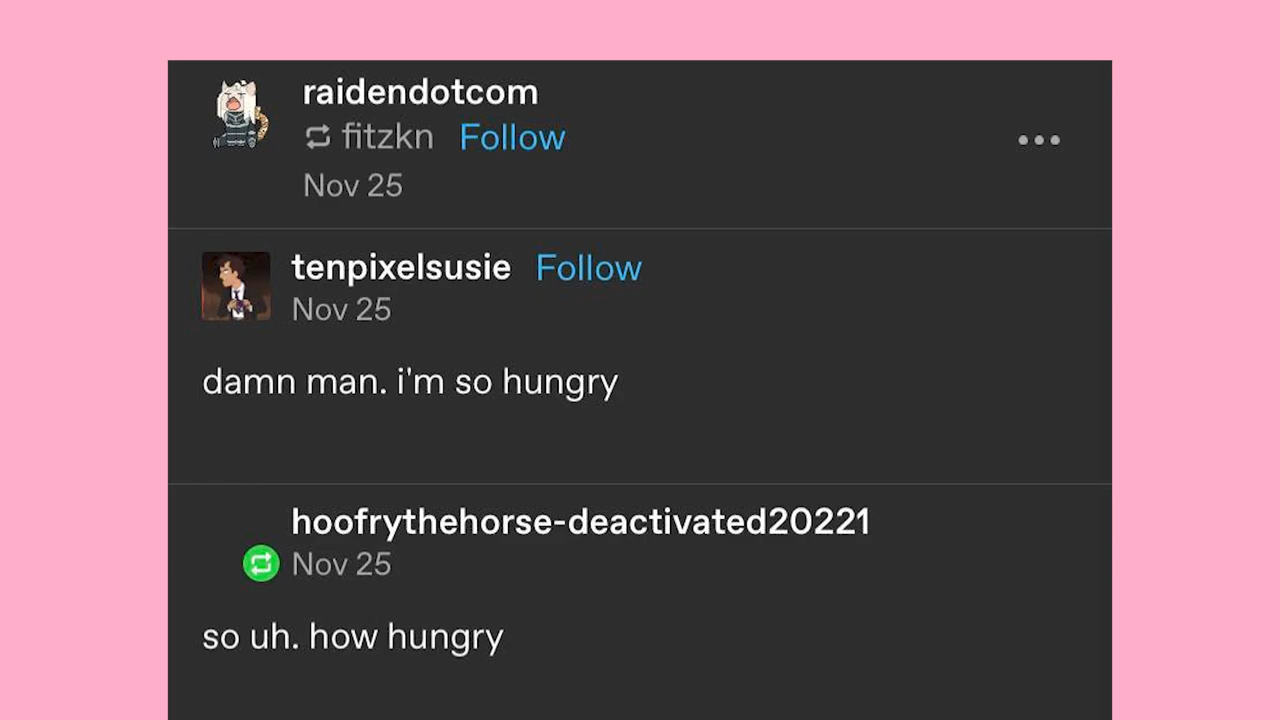 raidendotcom
fitzkn Follow
Nov 25
tenpixelsusie Follow
Nov 25
damn man. i'm so hungry
hoofrythehorse-deactivated20221
Nov 25
so uh. how hungry